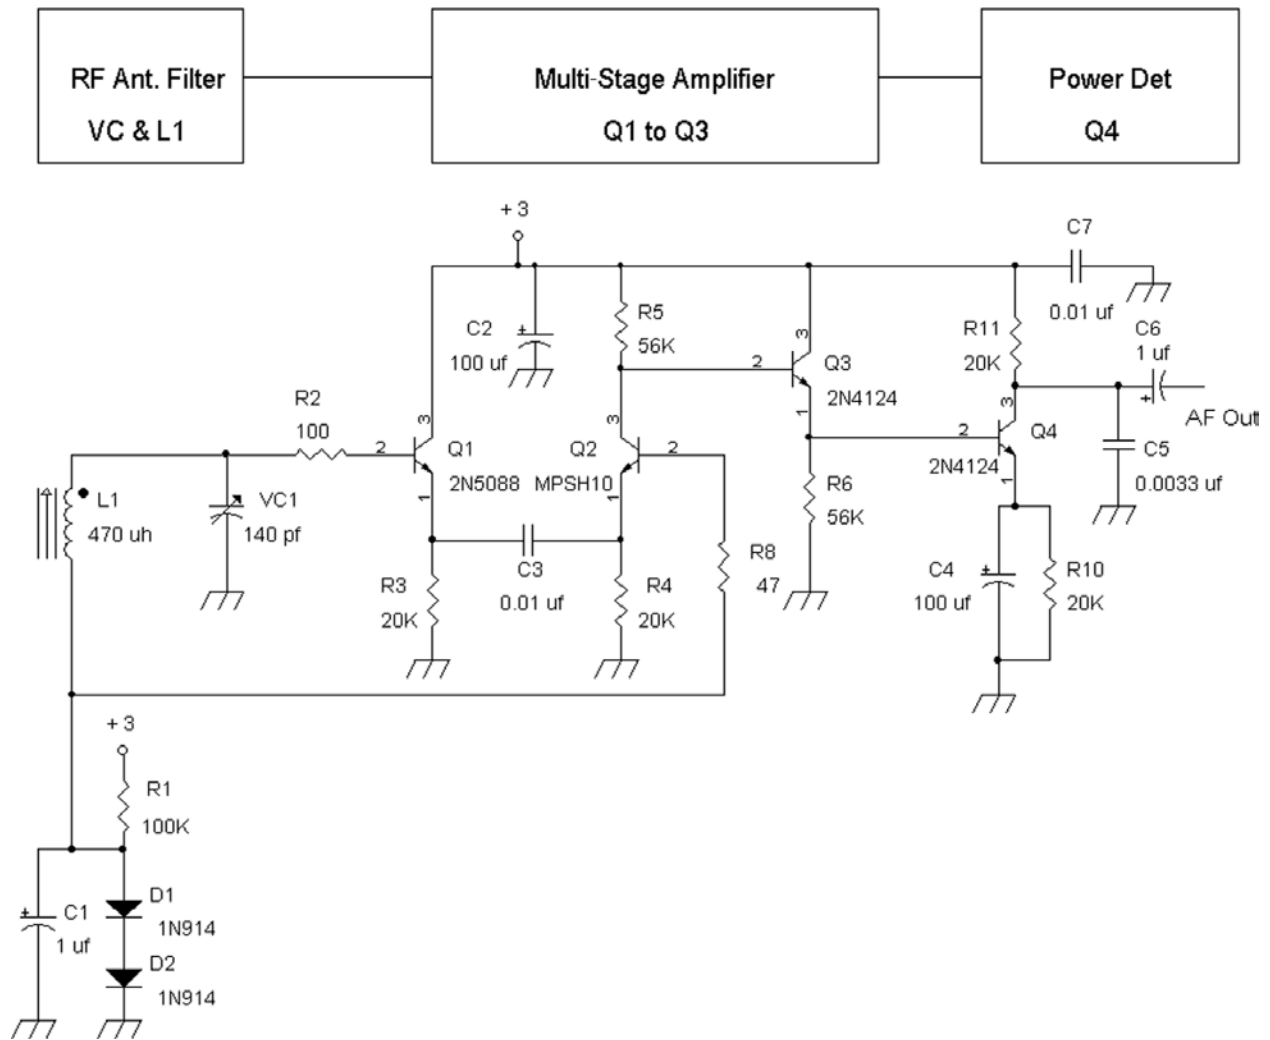 RF Ant. Filter
VC & L1
Multi-Stage Amplifier
Q1 to Q3
Power Det
Q4
+ 3
C7
0.01 uf
C2
100 uf
R5
56K
3
2
Q3
2N4124
1
R11
20K
C6
1 uf
AF Out
R2
100
3
2
Q1
2N5088
1
3
Q2
2
MPSH10
1
3
2
Q4
2N4124
1
C5
0.0033 uf
L1
470 uh
VC1
140 pf
R6
56K
C3
0.01 uf
R3
20K
R4
20K
R8
47
C4
100 uf
R10
20K
+ 3
R1
100K
D1
1N914
C1
1 uf
D2
1N914